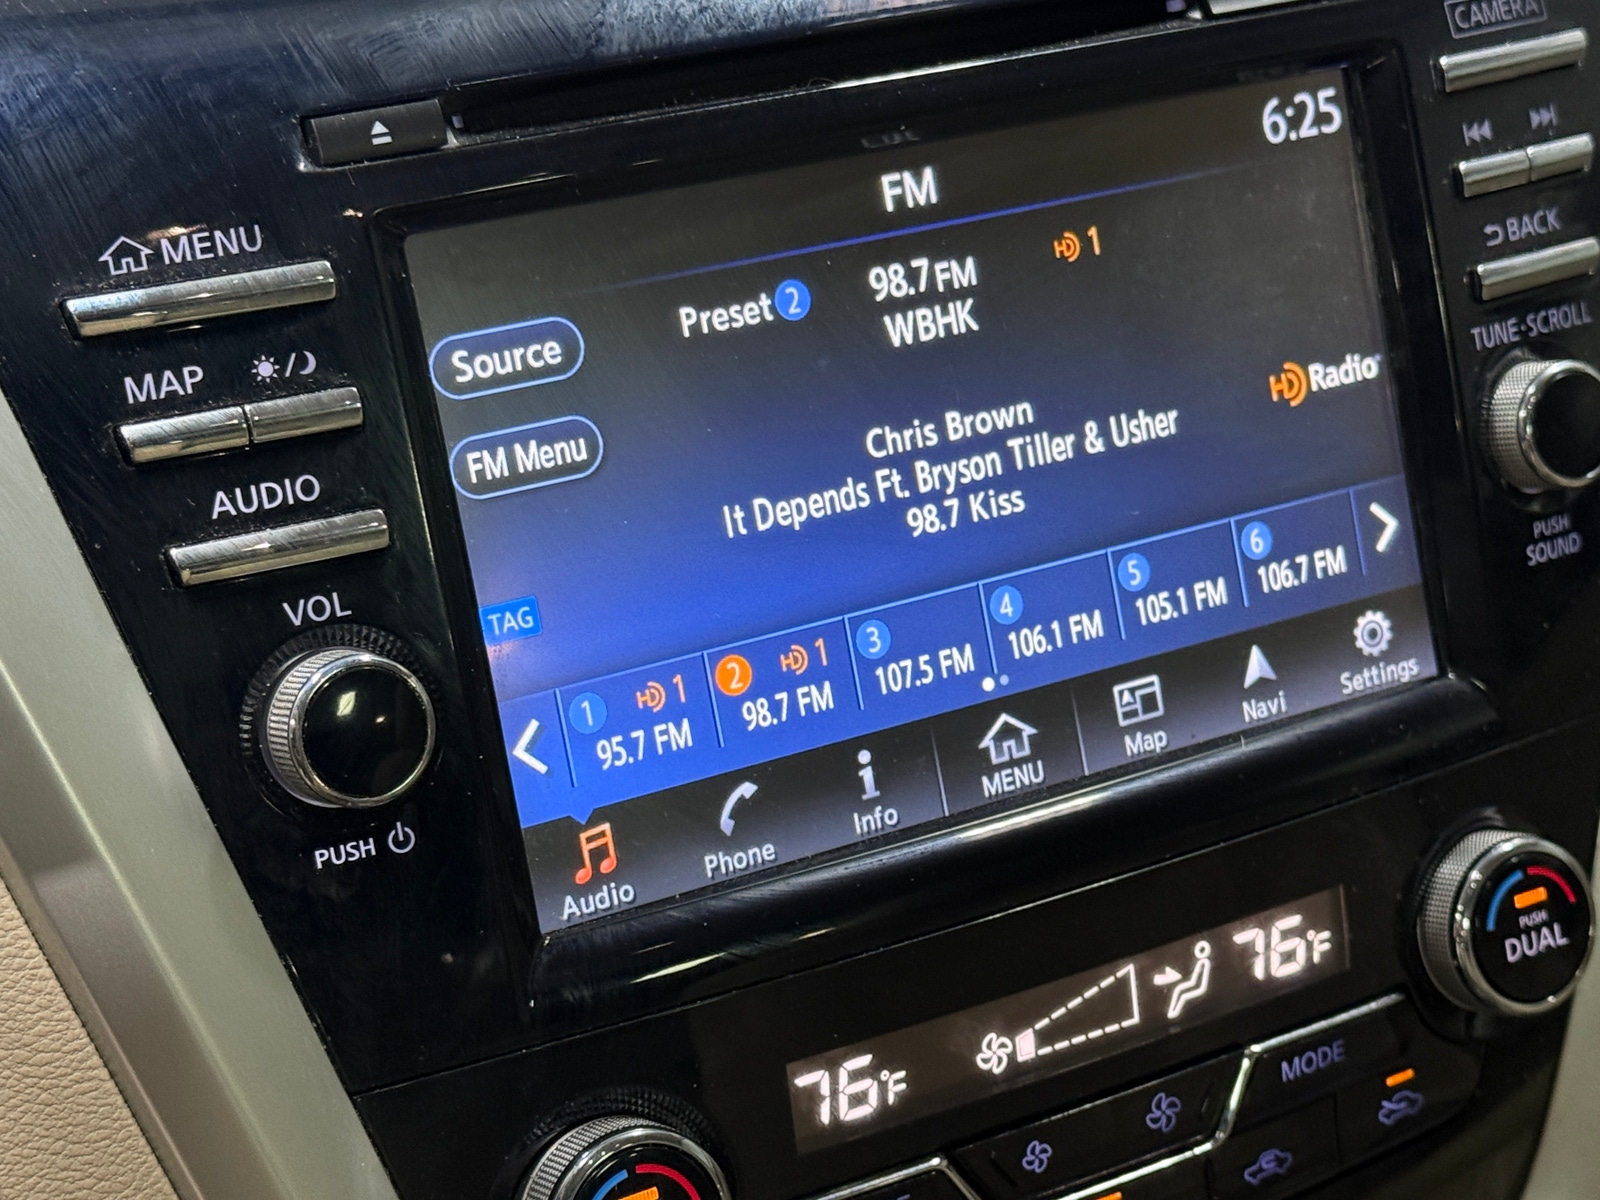 CAMERA
6:25
FM
MENU
98.7 FM
HD 1
Preset 2
WBHK
BACK
Source
TUNE·SCROLL
MAP
HD Radio
Chris Brown
FM Menu
It Depends Ft. Bryson Tiller & Usher
98.7 Kiss
AUDIO
PUSH
SOUND
TAG
VOL
1 HD 1
95.7 FM
2 HD 1
98.7 FM
3
107.5 FM
4
106.1 FM
5
105.1 FM
6
106.7 FM
Audio
Phone
Info
MENU
Map
Navi
Settings
PUSH
PUSH
DUAL
76°F
76°F
MODE